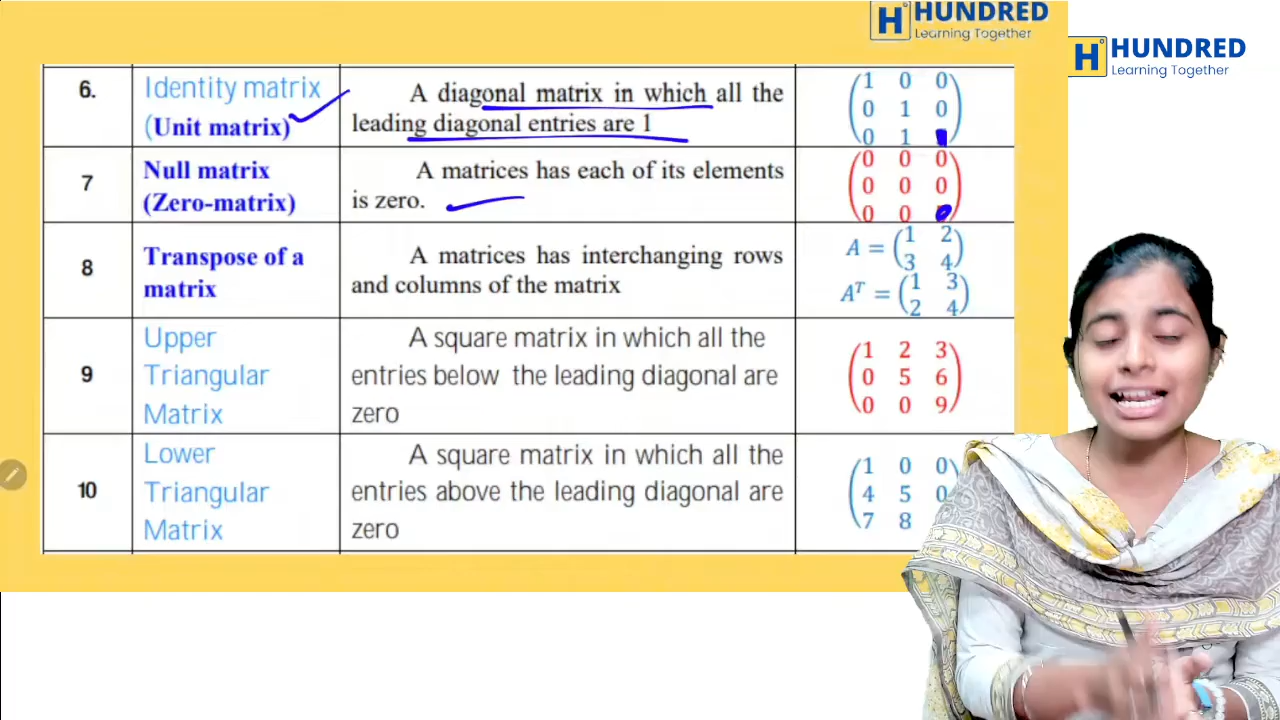 H HUNDRED
Learning Together
H HUNDRED
Learning Together
6.
Identity matrix
(Unit matrix)
A diagonal matrix in which all the
leading diagonal entries are 1
1 0 0
0 1 0
0 1
7
Null matrix
(Zero-matrix)
A matrices has each of its elements
is zero.
0 0 0
0 0 0
0 0 0
8
Transpose of a
matrix
A matrices has interchanging rows
and columns of the matrix
A = (1 2
3 4)
Aᵀ = (1 3
2 4)
9
Upper
Triangular
Matrix
A square matrix in which all the
entries below the leading diagonal are
zero
1 2 3
0 5 6
0 0 9
10
Lower
Triangular
Matrix
A square matrix in which all the
entries above the leading diagonal are
zero
1 0 0
4 5 0
7 8